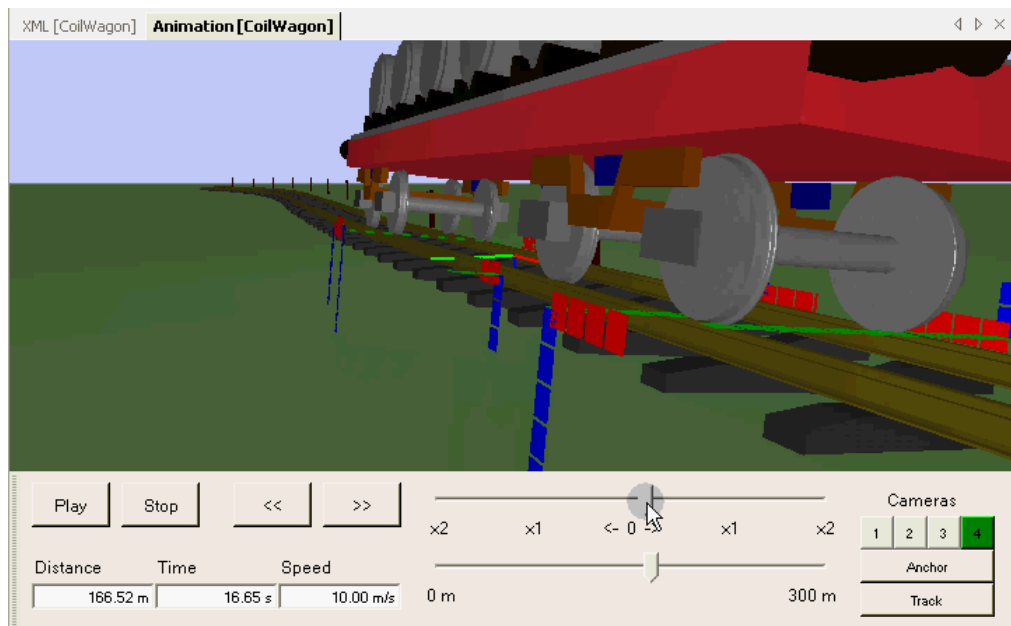 XML [CoilWagon] Animation [CoilWagon]
Play Stop << >>
x2 x1 <- 0 -> x1 x2
Cameras
1 2 3 4
Distance Time Speed
Anchor
166.52 m 16.65 s 10.00 m/s
0 m 300 m
Track